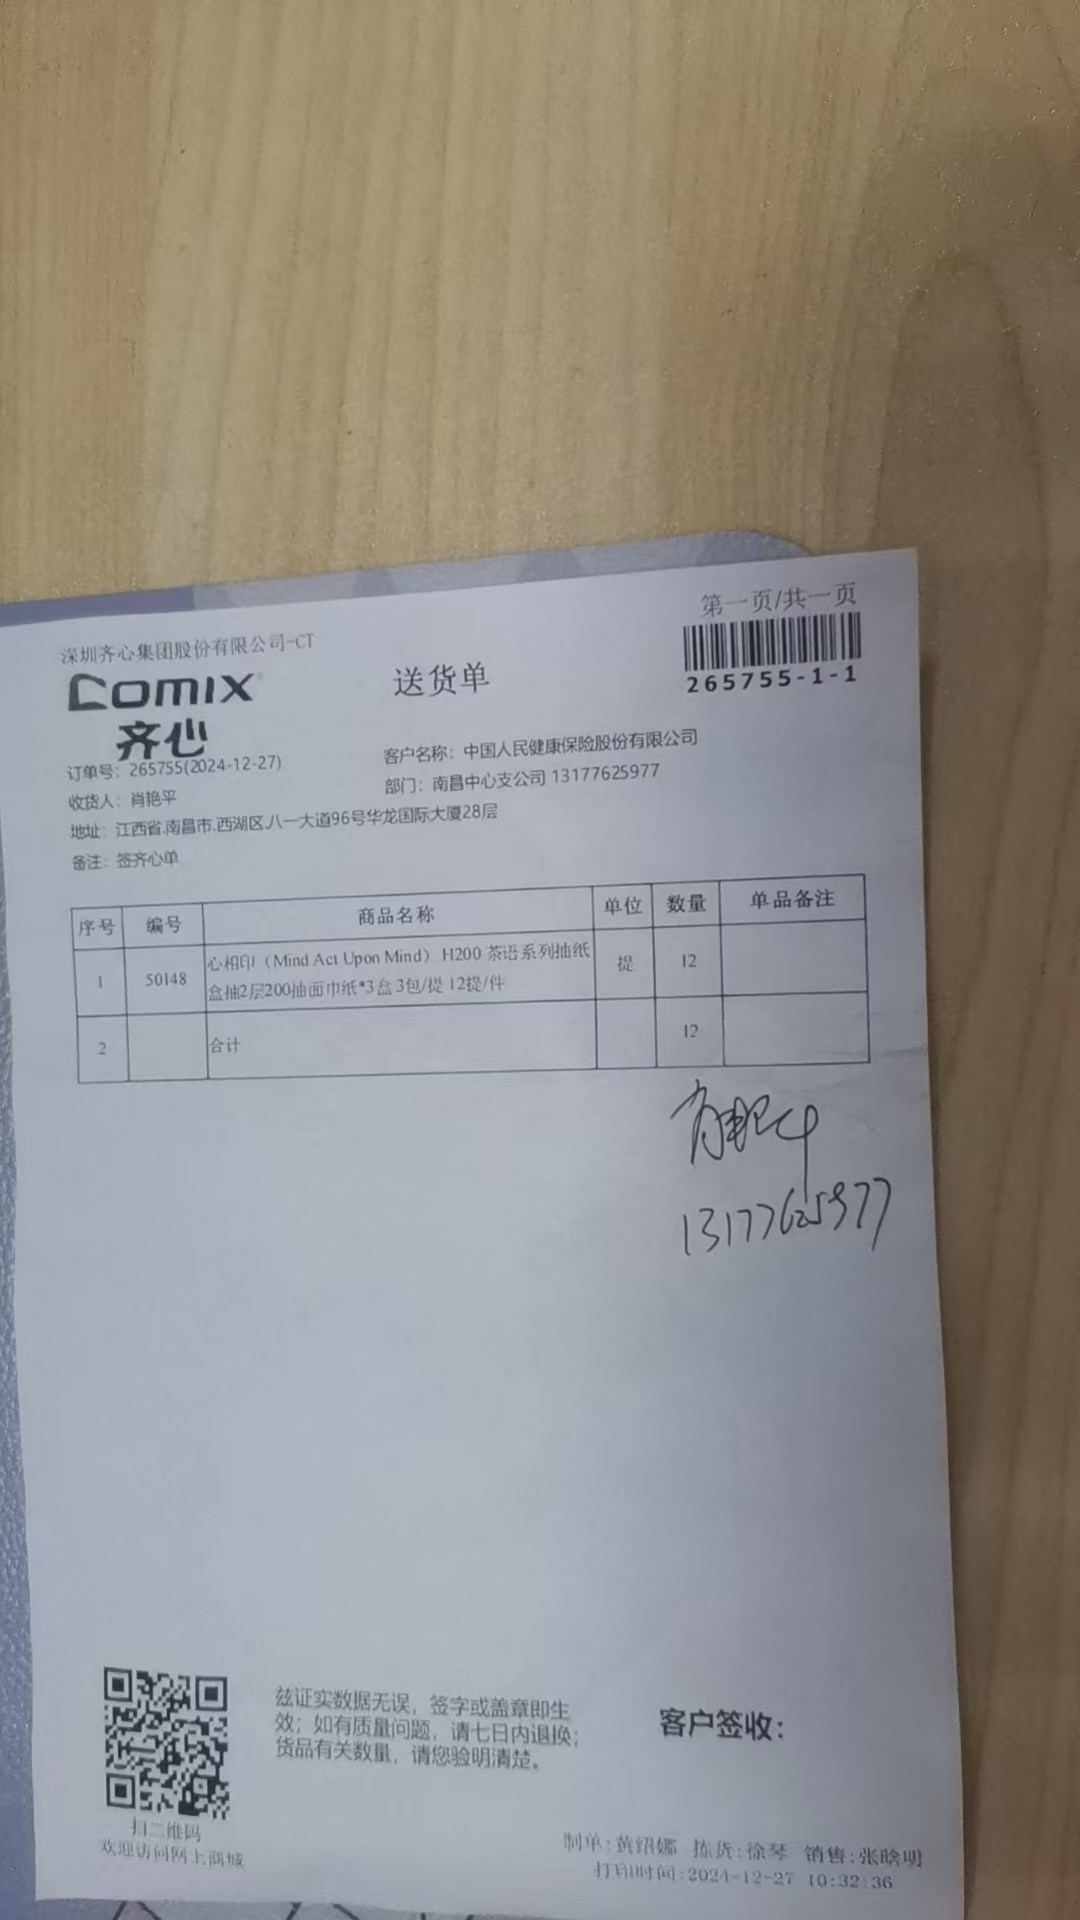 第一页/共一页
深圳齐心集团股份有限公司-CT
comix
齐心
送货单
265755-1-1
订单号：265755(2024-12-27)
客户名称：中国人民健康保险股份有限公司
收货人：肖艳平
部门：南昌中心支公司 13177625977
地址：江西省.南昌市.西湖区.八一大道96号华龙国际大厦28层
备注：签齐心单
序号 编号 商品名称 单位 数量 单品备注
1 50148 心相印（Mind Act Upon Mind） H200 茶语系列抽纸 提 12
盒抽2层200抽面巾纸*3盒 3包/提 12提/件
2 合计 12
肖艳平
13177625977
兹证实数据无误，签字或盖章即生
效；如有质量问题，请七日内退换；
货品有关数量，请您验明清楚。
客户签收：
扫二维码
欢迎访问网上商城
制单:黄绍娜 拣货:徐琴 销售:张晗明
打印时间:2024-12-27 10:32:36